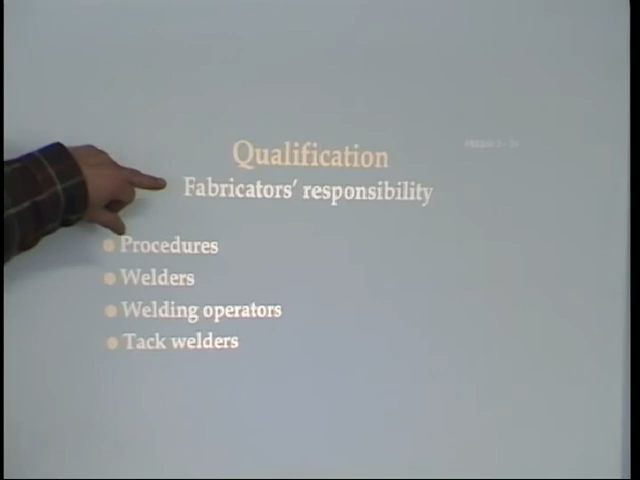 Qualification
Fabricators' responsibility
Procedures
Welders
Welding operators
Tack welders